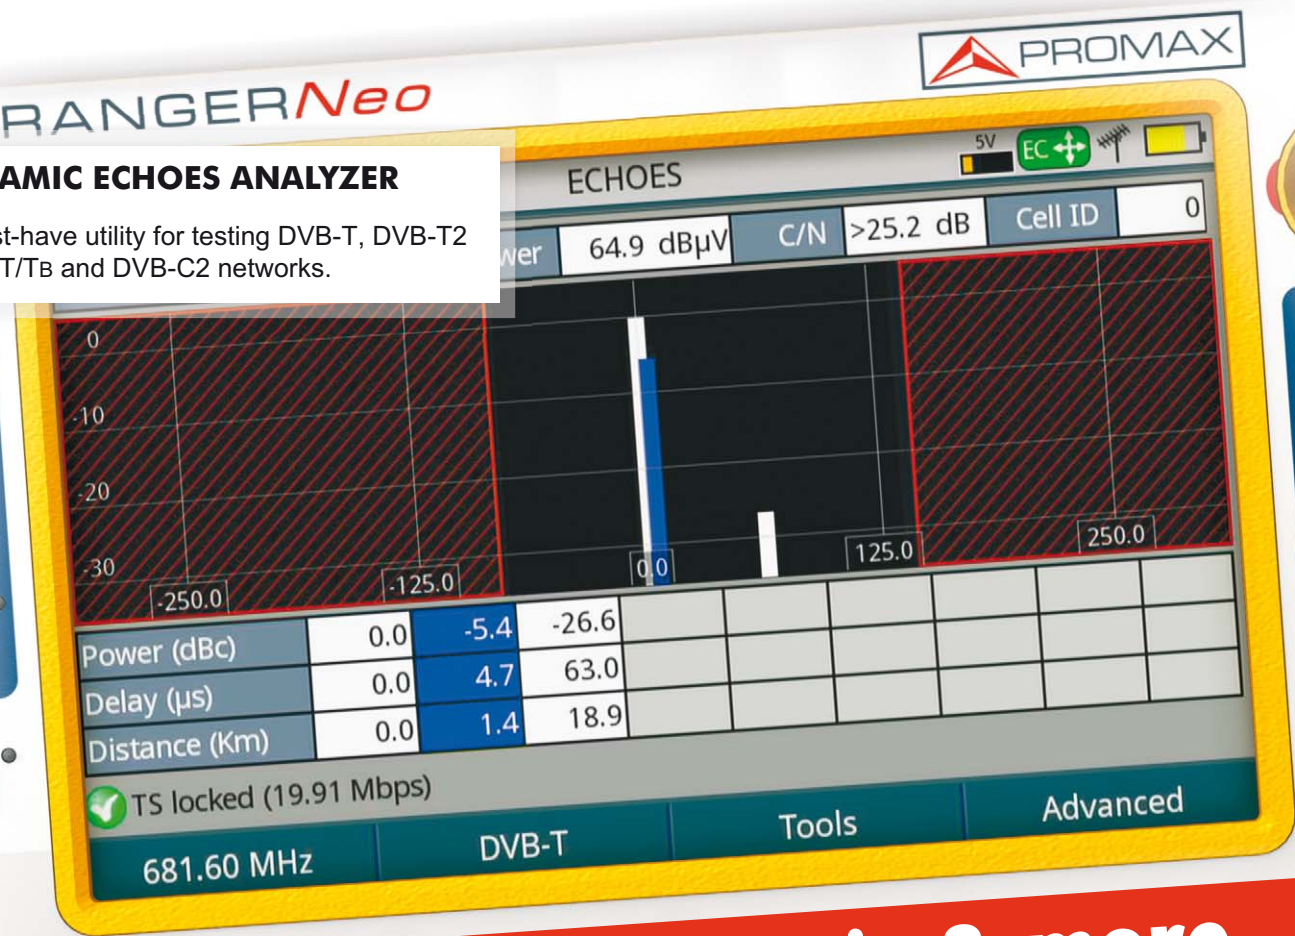 PROMAX
RANGERNeo
AMIC ECHOES ANALYZER
st-have utility for testing DVB-T, DVB-T2
T/TB and DVB-C2 networks.
ECHOES
5V
EC
wer 64.9 dBµV C/N >25.2 dB Cell ID 0
0
-10
-20
-30
-250.0 -125.0 0.0 125.0 250.0
Power (dBc) 0.0 -5.4 -26.6
Delay (µs) 0.0 4.7 63.0
Distance (Km) 0.0 1.4 18.9
TS locked (19.91 Mbps)
681.60 MHz DVB-T Tools Advanced